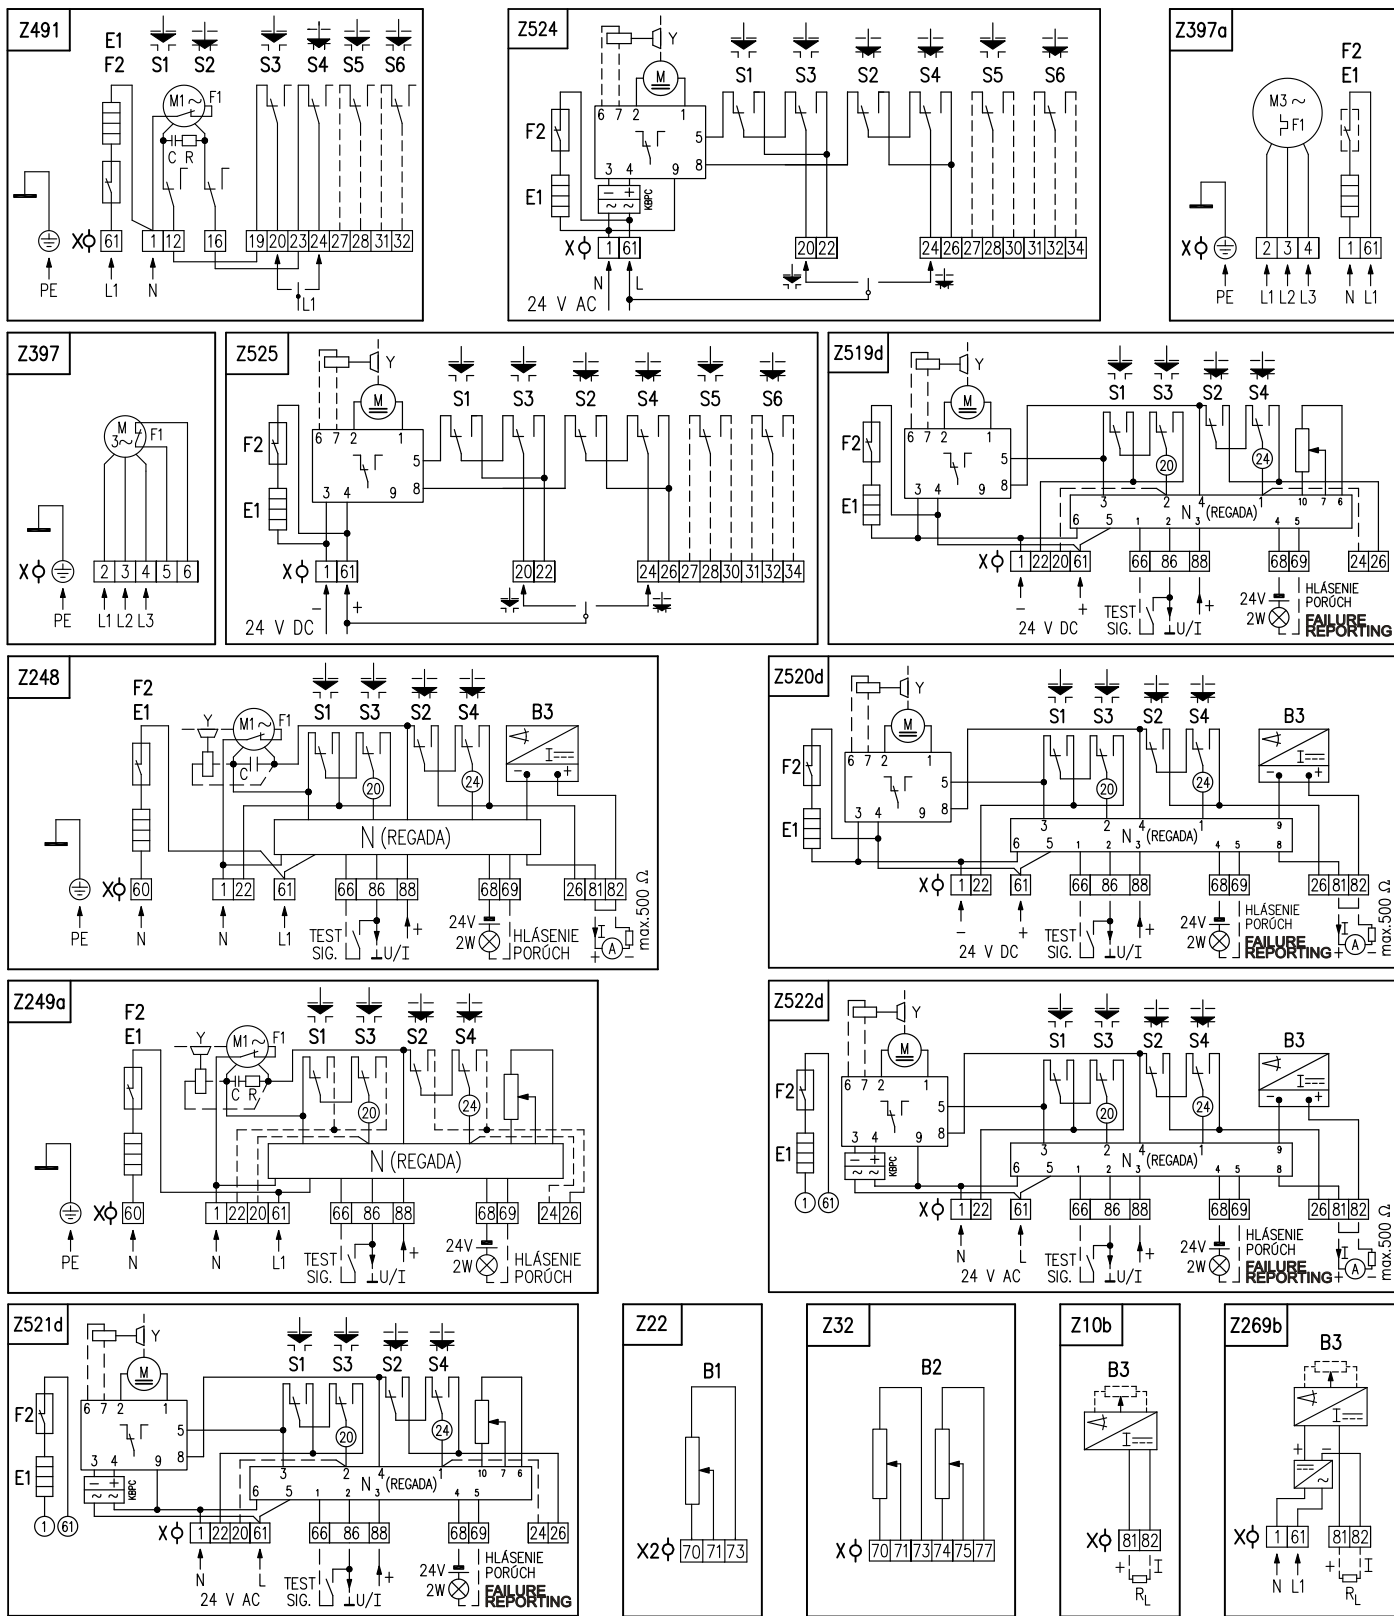 Z491
E1
F2 S1 S2 S3 S4 S5 S6
M1 ~ F1
C R
X 61 1 12 16 19 20 23 24 27 28 31 32
PE L1 N L1
Z524
Y
M
S1 S3 S2 S4 S5 S6
6 7 2 1
F2 5
3 4 9 8
E1 − + KBPC
~ ~
X 1 61 20 22 24 26 27 28 30 31 32 34
N L
24 V AC
Z397a
F2
E1
M3 ~
F1
X 2 3 4 1 61
PE L1 L2 L3 N L1
Z397
M
3~ F1
X 2 3 4 5 6
PE L1 L2 L3
Z525
Y
M
S1 S3 S2 S4 S5 S6
F2 6 7 2 1
5
E1 3 4 9 8
X 1 61 20 22 24 26 27 28 30 31 32 34
− +
24 V DC
Z519d
Y
M
S1 S3 S2 S4
F2 6 7 2 1
5 20 24
E1 3 4 9 8
3 2 4 1 10 7 6
N (REGADA)
6 5 1 2 3 4 5
X 1 22 20 61 66 86 88 68 69 24 26
− + + 24V HLÁSENIE
TEST 2W PORÚCH
24 V DC SIG. U/I FAILURE
REPORTING
Z248
F2
E1
Y M1 ~ F1
C
S1 S3 S2 S4 B3
I
20 24 − +
N (REGADA)
X 60 1 22 61 66 86 88 68 69 26 81 82
PE N N L1 TEST + 24V HLÁSENIE I
SIG. U/I 2W PORÚCH + A −
max.500 Ω
Z520d
Y
M
S1 S3 S2 S4 B3
F2 6 7 2 1 I
5 20 24 − +
E1 3 4 9 8
3 2 4 1 9
N (REGADA)
6 5 1 2 3 4 5 8
X 1 22 61 66 86 88 68 69 26 81 82
− + + 24V HLÁSENIE I
TEST 2W PORÚCH
24 V DC SIG. U/I FAILURE + A −
REPORTING
max.500 Ω
Z249a
F2
E1
Y M1 ~ F1
C R
S1 S3 S2 S4
20 24
N (REGADA)
X 60 1 22 20 61 66 86 88 68 69 24 26
PE N N L1 TEST + 24V HLÁSENIE
SIG. U/I 2W PORÚCH
Z522d
Y
M
S1 S3 S2 S4 B3
F2 6 7 2 1 I
5 20 24 − +
E1 3 4 9 8
− + KBPC
~ ~
1 61
3 2 4 1 9
N (REGADA)
6 5 1 2 3 4 5 8
X 1 22 61 66 86 88 68 69 26 81 82
N L + 24V HLÁSENIE I
TEST 2W PORÚCH
24 V AC SIG. U/I FAILURE + A −
REPORTING
max.500 Ω
Z521d
Y
M
S1 S3 S2 S4
F2 6 7 2 1
5 20 24
E1 3 4 9 8
− + KBPC
~ ~
1 61
3 2 4 1 10 7 6
N (REGADA)
6 5 1 2 3 4 5
X 1 22 20 61 66 86 88 68 69 24 26
N L + 24V HLÁSENIE
TEST 2W PORÚCH
24 V AC SIG. U/I FAILURE
REPORTING
Z22
B1
X2 70 71 73
Z32
B2
X 70 71 73 74 75 77
Z10b
B3
I
X 81 82
+ I
RL
Z269b
B3
I
+ −
~
X 1 61 81 82
N L1 + I
RL